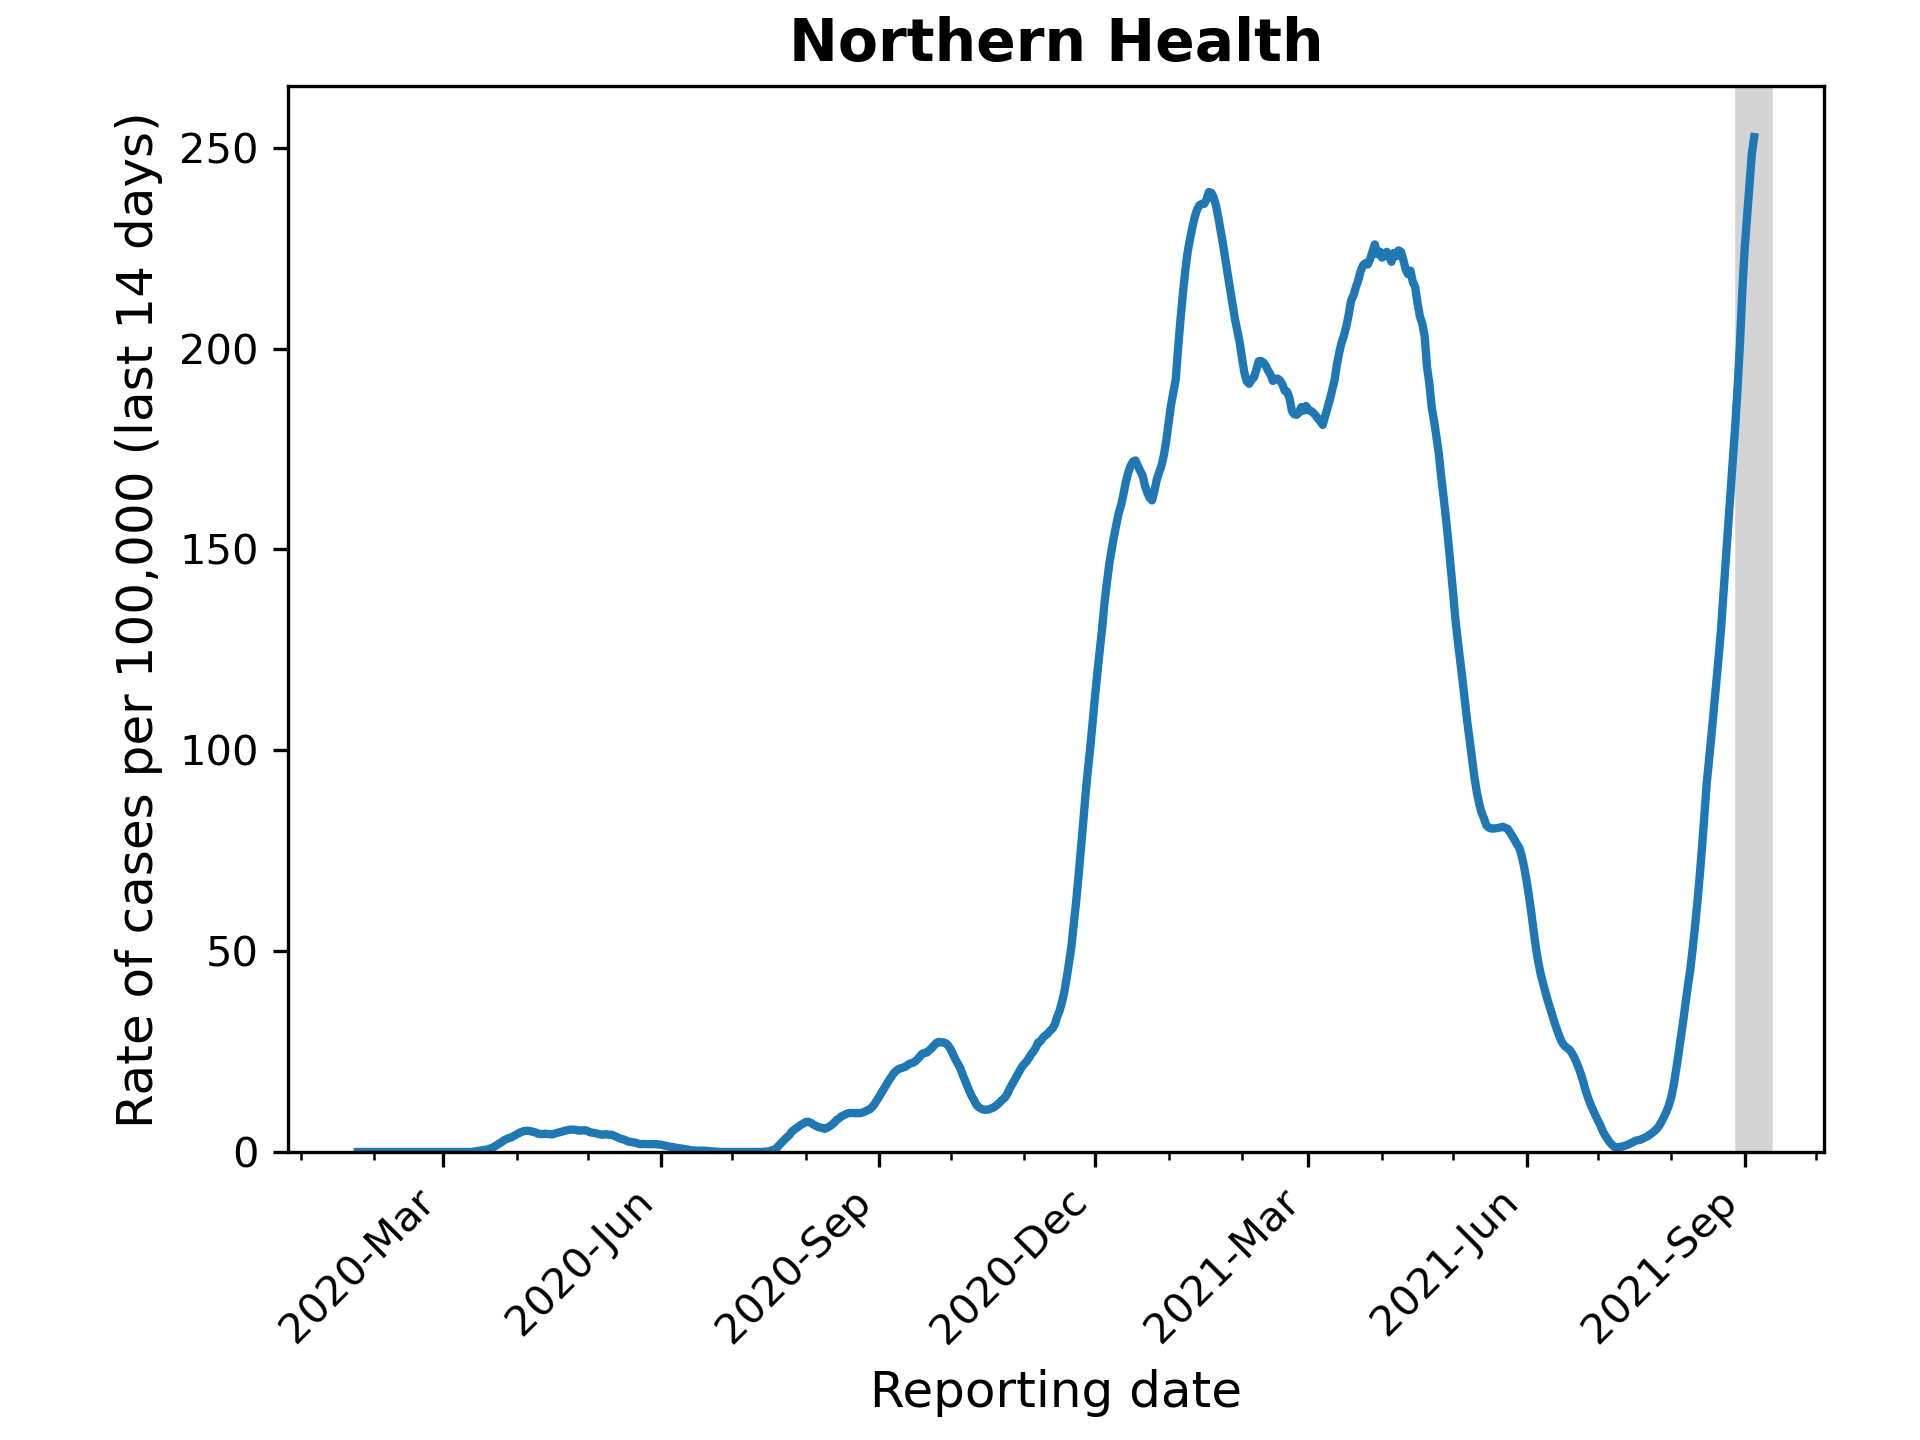 Northern Health
Rate of cases per 100,000 (last 14 days)
250
200
150
100
50
0
2020-Mar
2020-Jun
2020-Sep
2020-Dec
2021-Mar
2021-Jun
2021-Sep
Reporting date